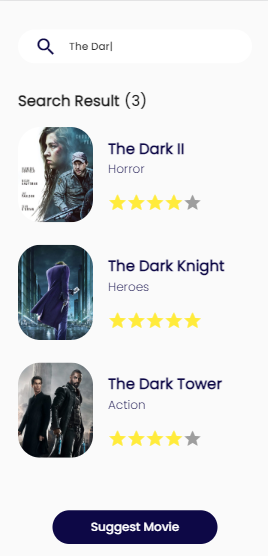 The Dar
Search Result (3)
The Dark II
Horror
The Dark Knight
Heroes
The Dark Tower
Action
Suggest Movie